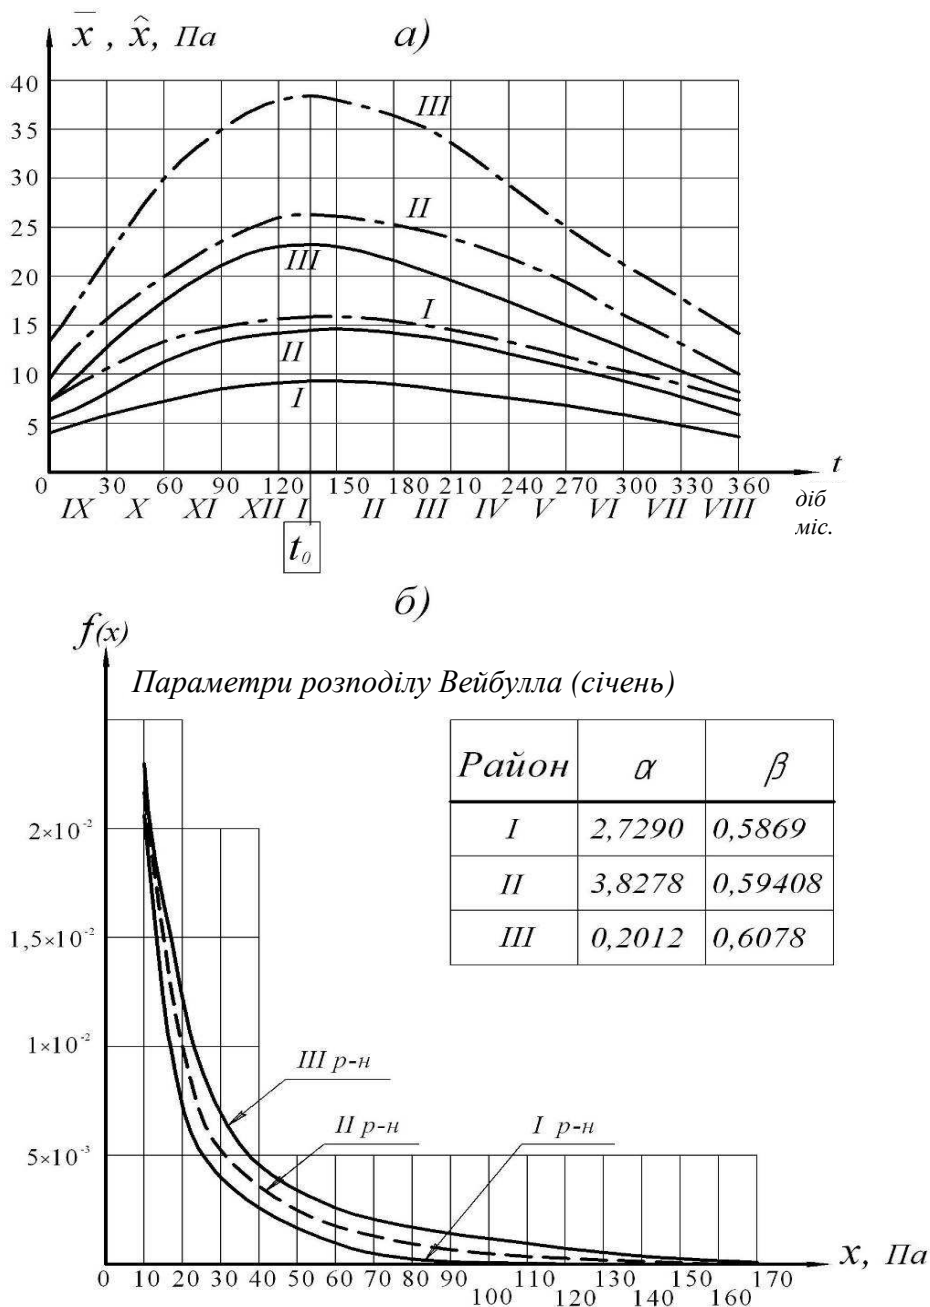 x̄ , x̂, Па
а)
40
35
30
25
20
15
10
5
III
II
III
I
II
I
0 30 60 90 120 150 180 210 240 270 300 330 360
t
IX X XI XII I II III IV V VI VII VIII
діб
міс.
t₀
б)
f(x)
Параметри розподілу Вейбулла (січень)
Район α β
I 2,7290 0,5869
II 3,8278 0,59408
III 0,2012 0,6078
2×10⁻²
1,5×10⁻²
1×10⁻²
5×10⁻³
III р-н
II р-н
I р-н
0 10 20 30 40 50 60 70 80 90 110 130 150 170
100 120 140 160
x, Па